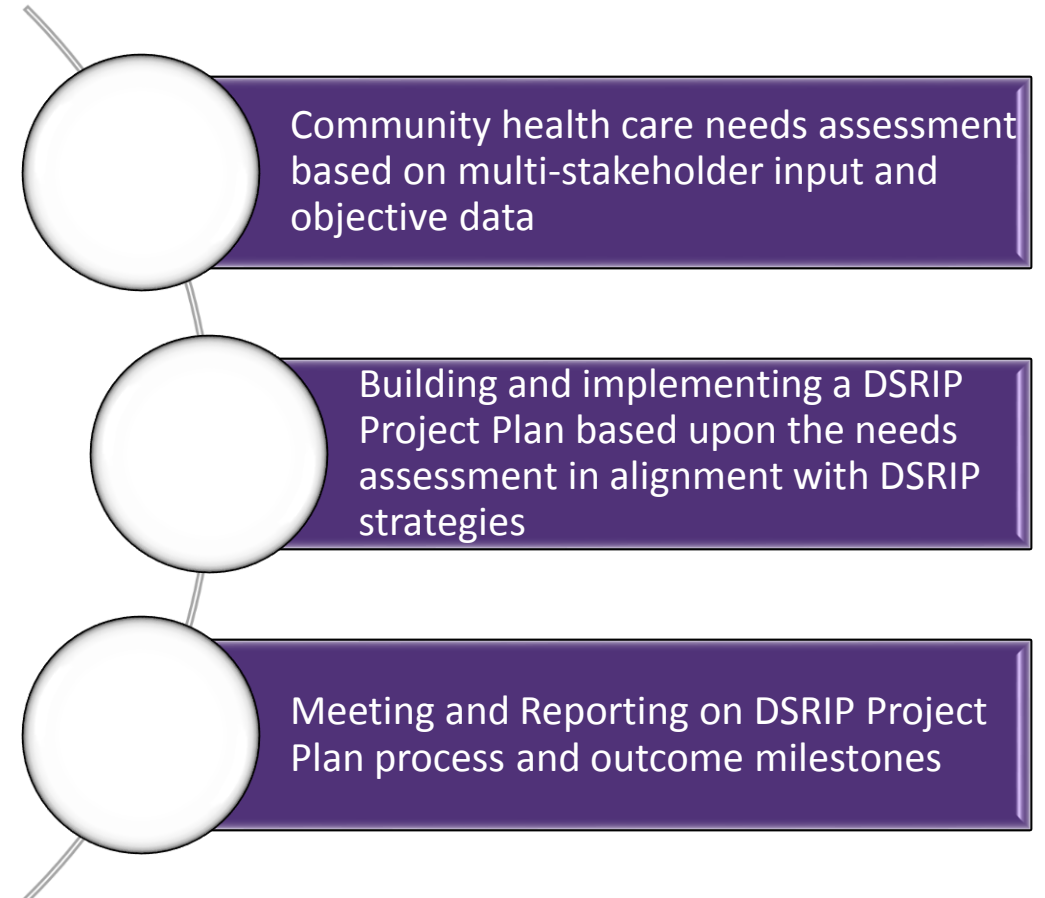 Community health care needs assessment
based on multi-stakeholder input and
objective data
Building and implementing a DSRIP
Project Plan based upon the needs
assessment in alignment with DSRIP
strategies
Meeting and Reporting on DSRIP Project
Plan process and outcome milestones